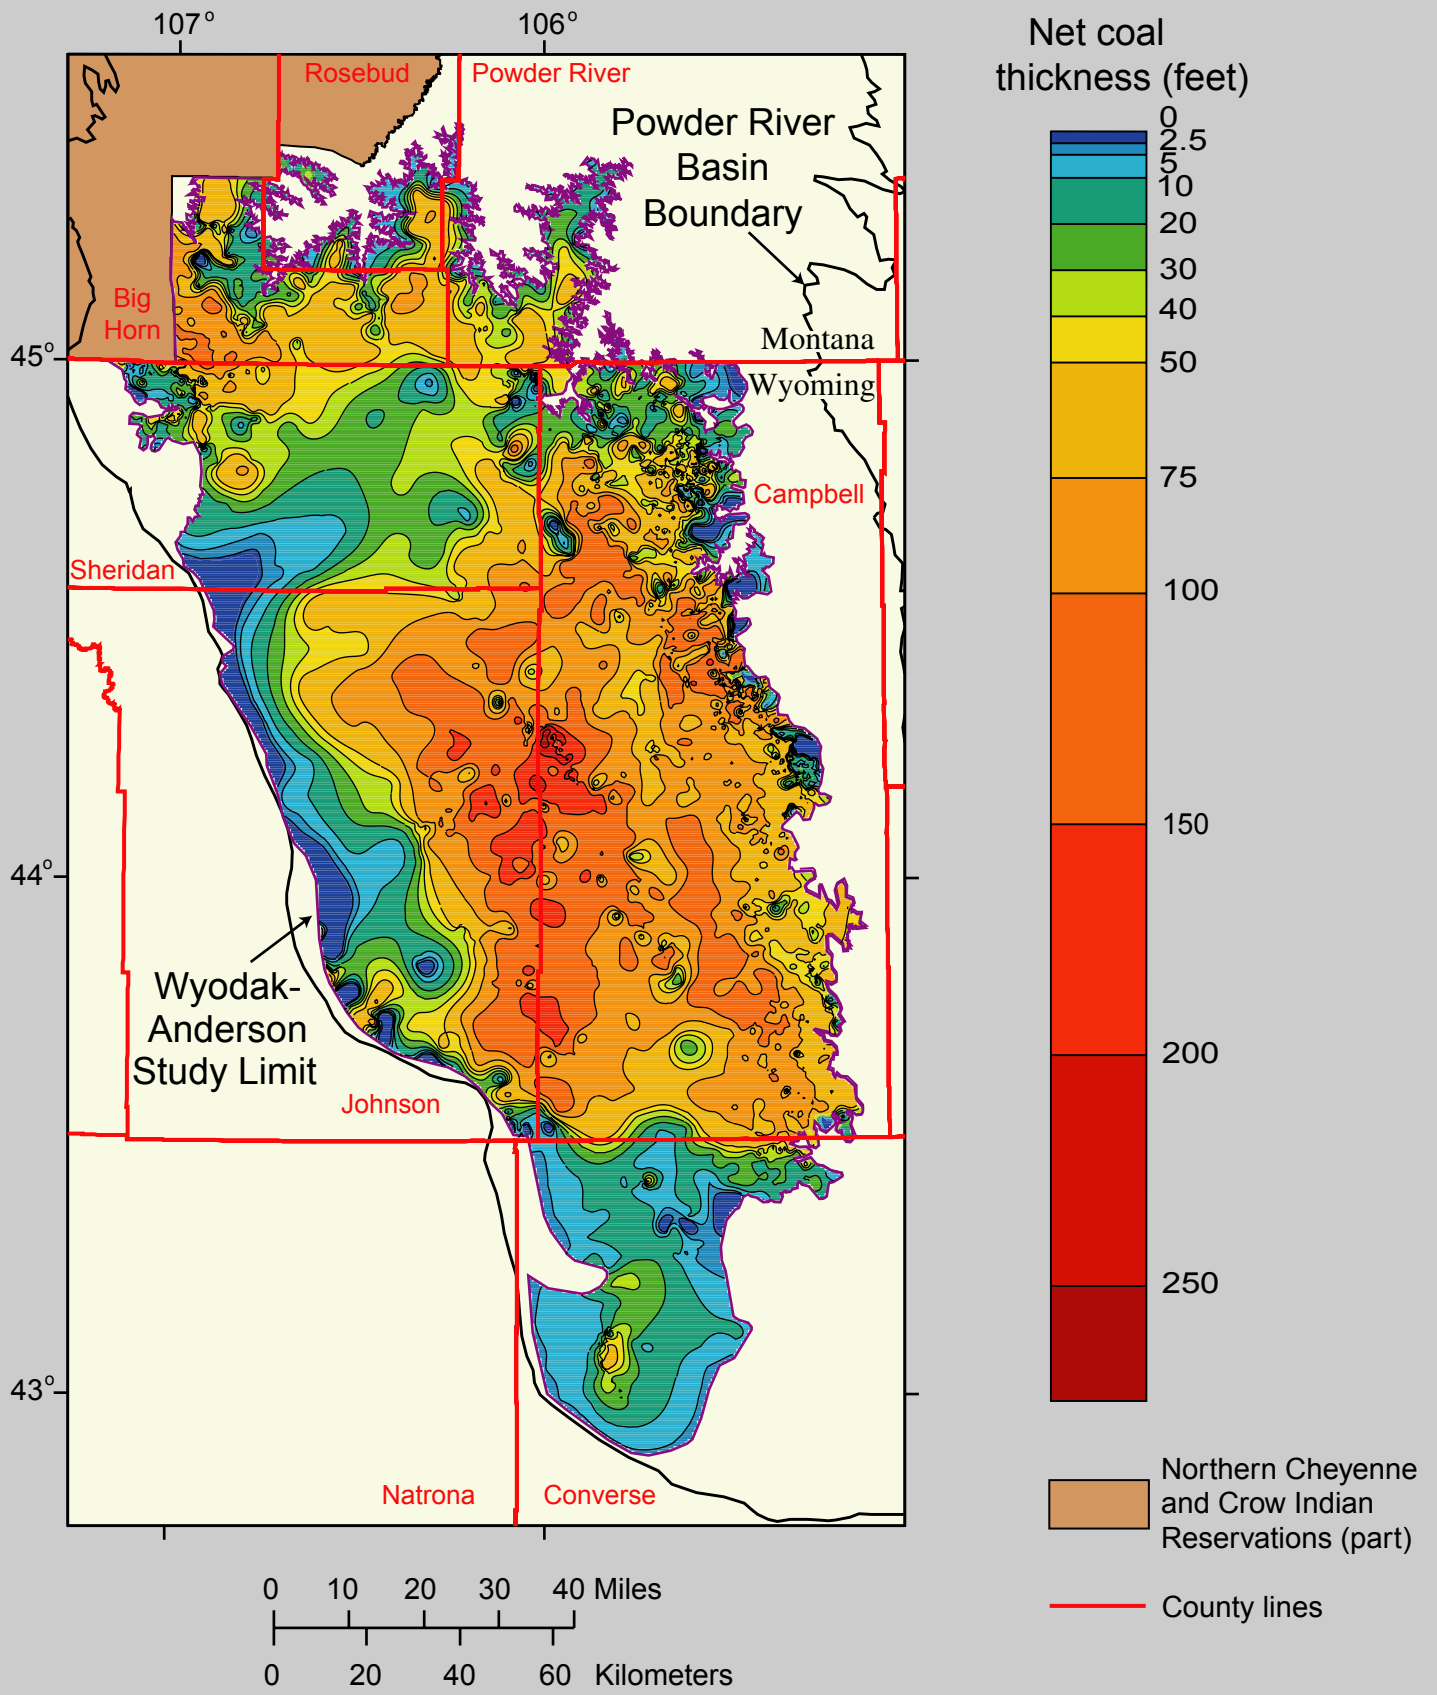 107°
106°
Rosebud
Powder River
Powder River
Basin
Boundary
Big
Horn
Montana
45°
Wyoming
Campbell
Sheridan
44°
Wyodak-
Anderson
Study Limit
Johnson
43°
Natrona
Converse
0 10 20 30 40 Miles
0 20 40 60 Kilometers
Net coal
thickness (feet)
0
2.5
5
10
20
30
40
50
75
100
150
200
250
Northern Cheyenne
and Crow Indian
Reservations (part)
County lines